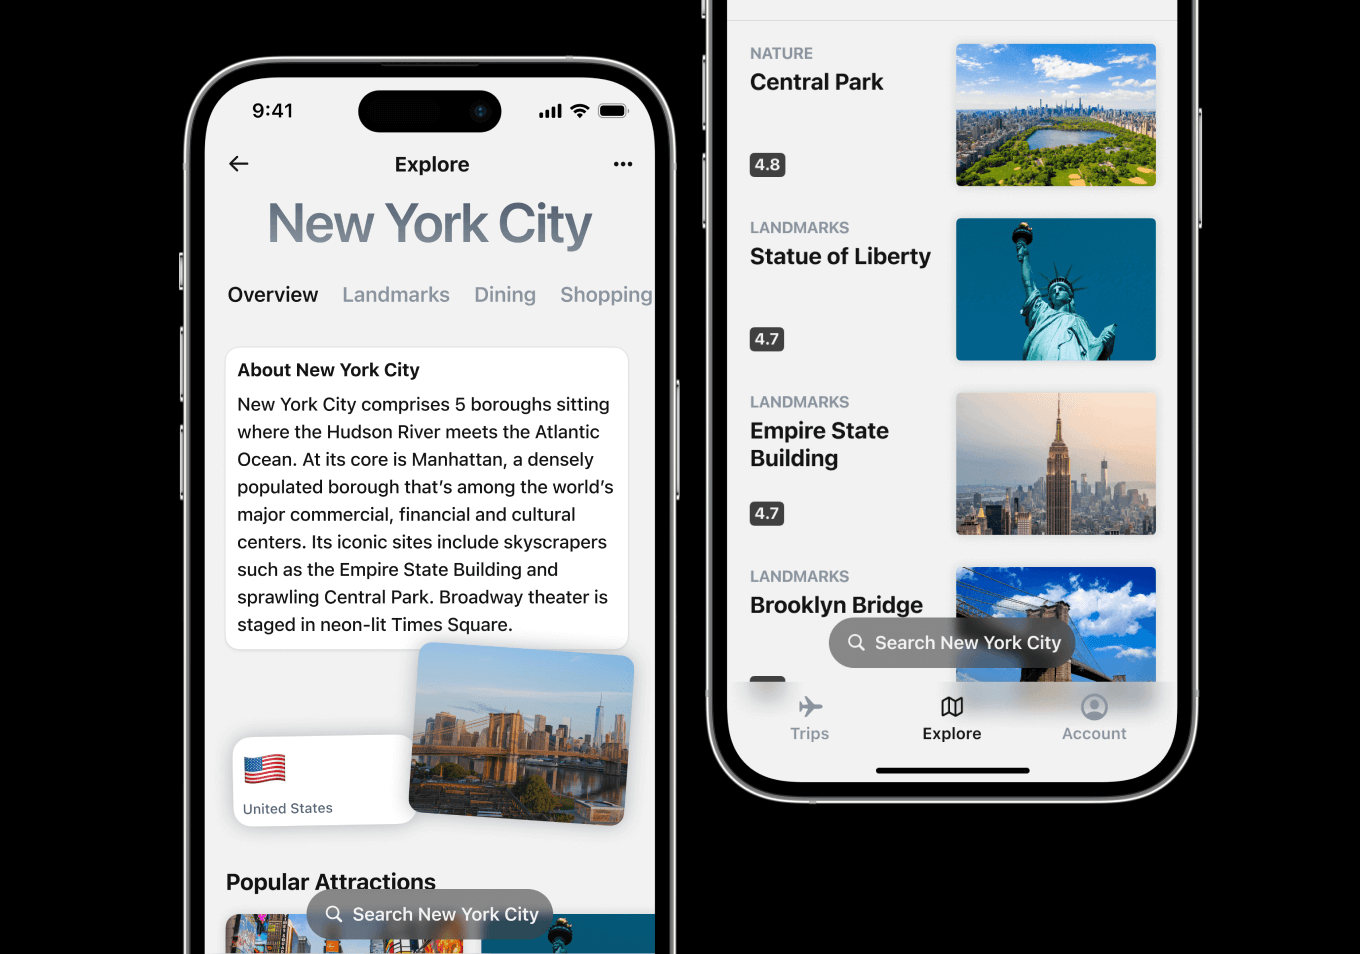 9:41
Explore
New York City
Overview Landmarks Dining Shopping
About New York City
New York City comprises 5 boroughs sitting
where the Hudson River meets the Atlantic
Ocean. At its core is Manhattan, a densely
populated borough that’s among the world’s
major commercial, financial and cultural
centers. Its iconic sites include skyscrapers
such as the Empire State Building and
sprawling Central Park. Broadway theater is
staged in neon-lit Times Square.
United States
Popular Attractions
Search New York City
NATURE
Central Park
4.8
LANDMARKS
Statue of Liberty
4.7
LANDMARKS
Empire State
Building
4.7
LANDMARKS
Brooklyn Bridge
Search New York City
Trips Explore Account